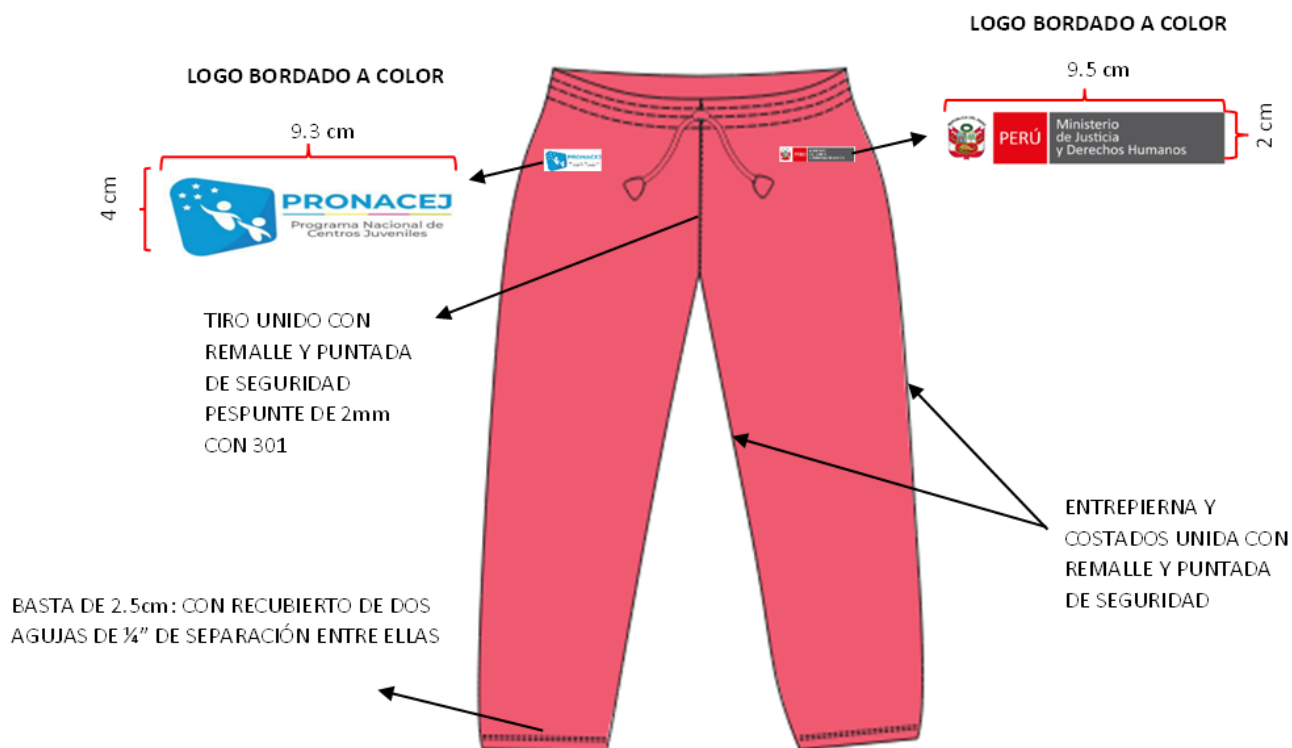 LOGO BORDADO A COLOR
9.3 cm
4 cm
PRONACEJ
Programa Nacional de
Centros Juveniles
LOGO BORDADO A COLOR
9.5 cm
2 cm
PERÚ
Ministerio
de Justicia
y Derechos Humanos
PRONACEJ
TIRO UNIDO CON
REMALLE Y PUNTADA
DE SEGURIDAD
PESPUNTE DE 2mm
CON 301
ENTREPIERNA Y
COSTADOS UNIDA CON
REMALLE Y PUNTADA
DE SEGURIDAD
BASTA DE 2.5cm: CON RECUBIERTO DE DOS
AGUJAS DE ¼” DE SEPARACIÓN ENTRE ELLAS